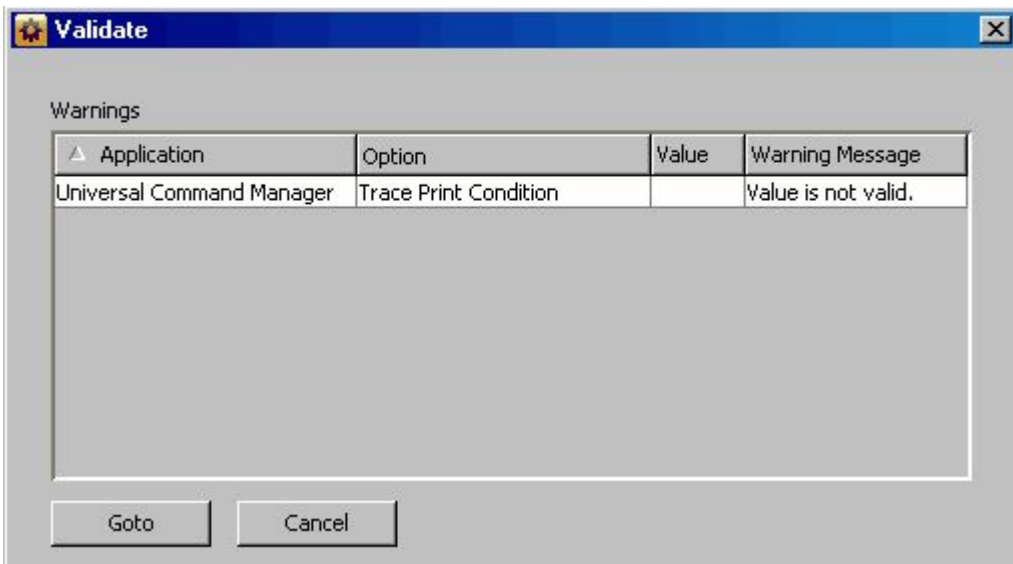 Validate
Warnings
Application Option Value Warning Message
Universal Command Manager Trace Print Condition Value is not valid.
Goto Cancel